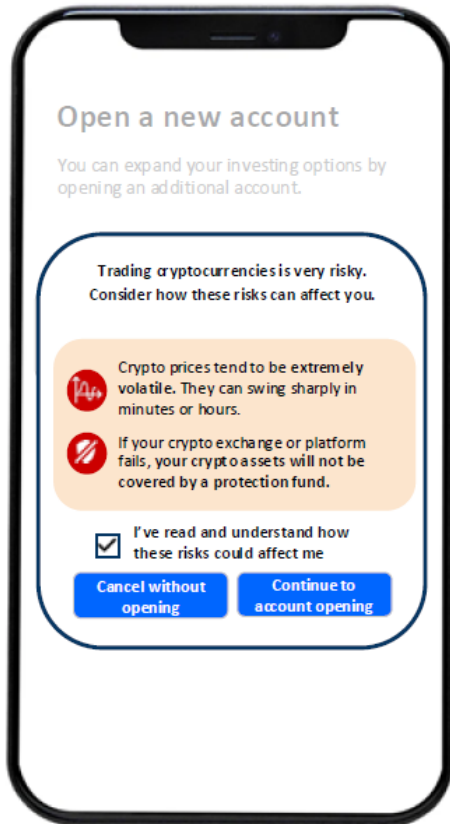 Open a new account
You can expand your investing options by
opening an additional account.
Trading cryptocurrencies is very risky.
Consider how these risks can affect you.
Crypto prices tend to be extremely
volatile. They can swing sharply in
minutes or hours.
If your crypto exchange or platform
fails, your crypto assets will not be
covered by a protection fund.
I've read and understand how
these risks could affect me
Cancel without
opening
Continue to
account opening